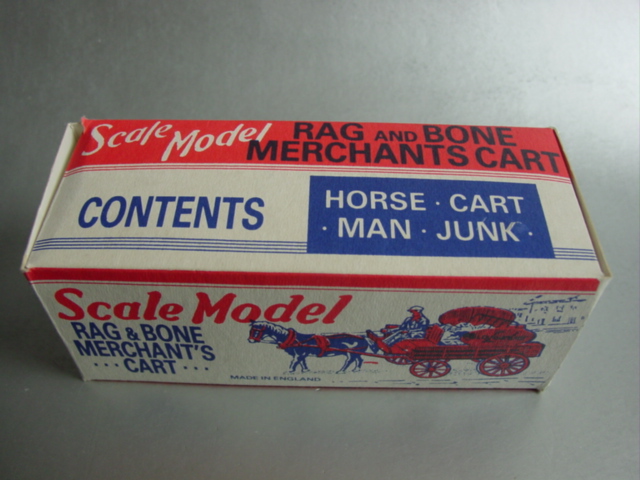 Scale Model RAG AND BONE
MERCHANTS CART
CONTENTS
HORSE · CART
· MAN · JUNK ·
Scale Model
RAG & BONE
MERCHANT'S
··· CART ···
MADE IN ENGLAND